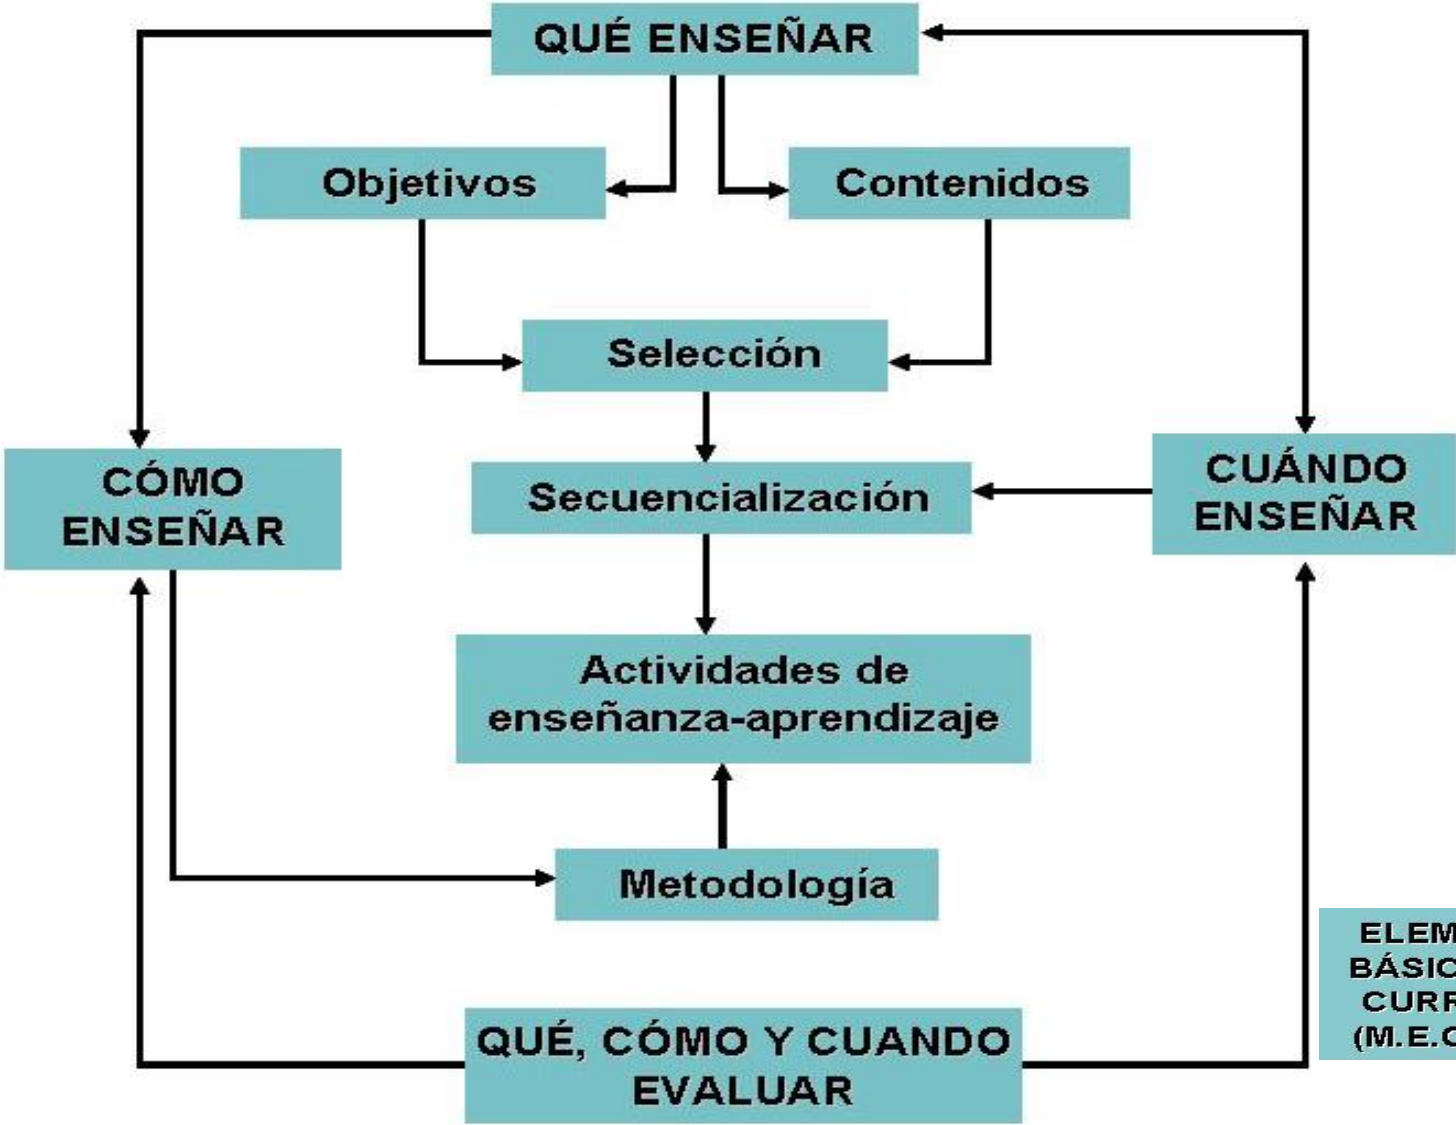 QUÉ ENSEÑAR
Objetivos
Contenidos
Selección
CÓMO
ENSEÑAR
Secuencialización
CUÁNDO
ENSEÑAR
Actividades de
enseñanza-aprendizaje
Metodología
QUÉ, CÓMO Y CUANDO
EVALUAR